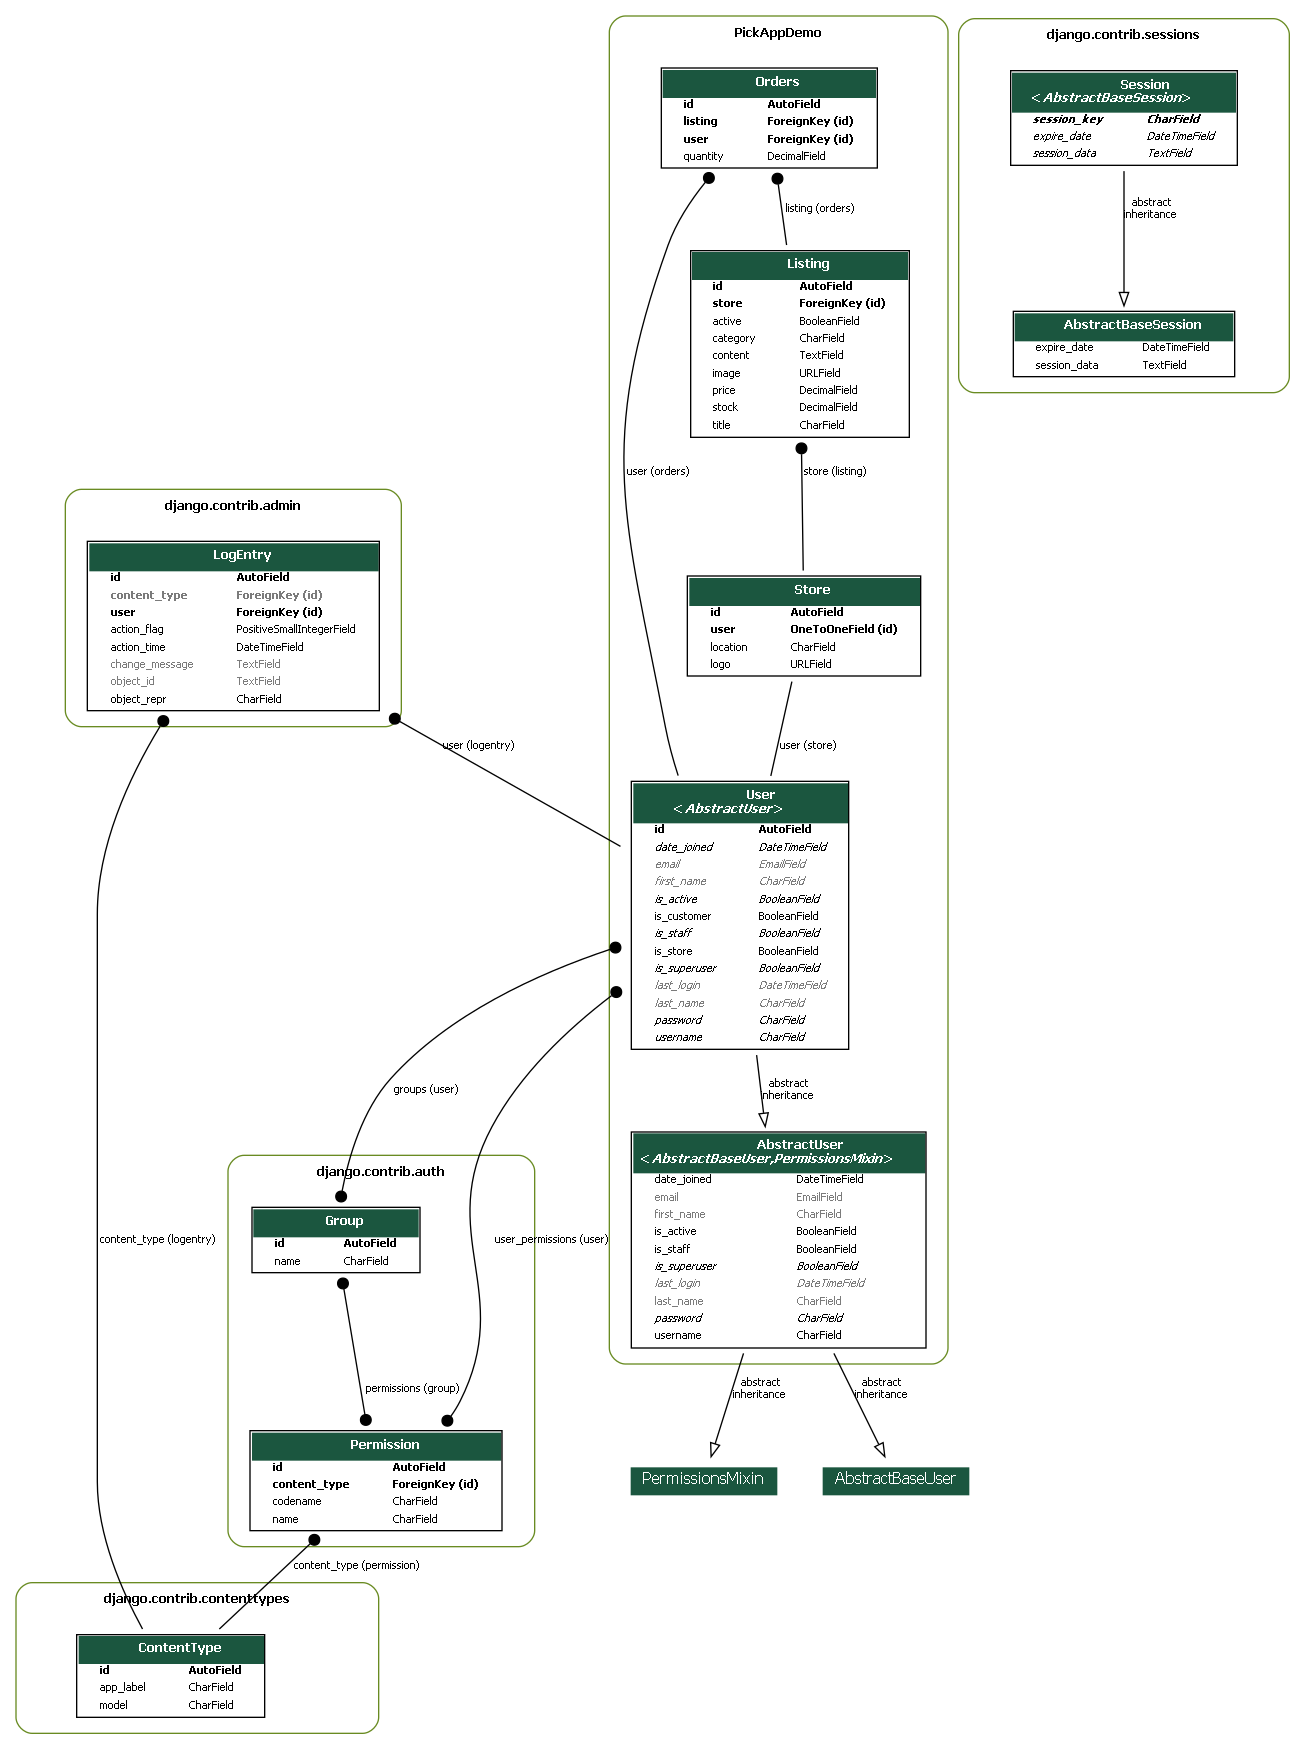 PickAppDemo
Orders
id AutoField
listing ForeignKey (id)
user ForeignKey (id)
quantity DecimalField
listing (orders)
Listing
id AutoField
store ForeignKey (id)
active BooleanField
category CharField
content TextField
image URLField
price DecimalField
stock DecimalField
title CharField
user (orders)
store (listing)
Store
id AutoField
user OneToOneField (id)
location CharField
logo URLField
user (store)
User
<AbstractUser>
id AutoField
date_joined DateTimeField
email EmailField
first_name CharField
is_active BooleanField
is_customer BooleanField
is_staff BooleanField
is_store BooleanField
is_superuser BooleanField
last_login DateTimeField
last_name CharField
password CharField
username CharField
abstract
inheritance
AbstractUser
<AbstractBaseUser,PermissionsMixin>
date_joined DateTimeField
email EmailField
first_name CharField
is_active BooleanField
is_staff BooleanField
is_superuser BooleanField
last_login DateTimeField
last_name CharField
password CharField
username CharField
abstract
inheritance
abstract
inheritance
PermissionsMixin
AbstractBaseUser
django.contrib.sessions
Session
<AbstractBaseSession>
session_key CharField
expire_date DateTimeField
session_data TextField
abstract
inheritance
AbstractBaseSession
expire_date DateTimeField
session_data TextField
django.contrib.admin
LogEntry
id AutoField
content_type ForeignKey (id)
user ForeignKey (id)
action_flag PositiveSmallIntegerField
action_time DateTimeField
change_message TextField
object_id TextField
object_repr CharField
user (logentry)
groups (user)
content_type (logentry)
user_permissions (user)
django.contrib.auth
Group
id AutoField
name CharField
permissions (group)
Permission
id AutoField
content_type ForeignKey (id)
codename CharField
name CharField
content_type (permission)
django.contrib.contenttypes
ContentType
id AutoField
app_label CharField
model CharField